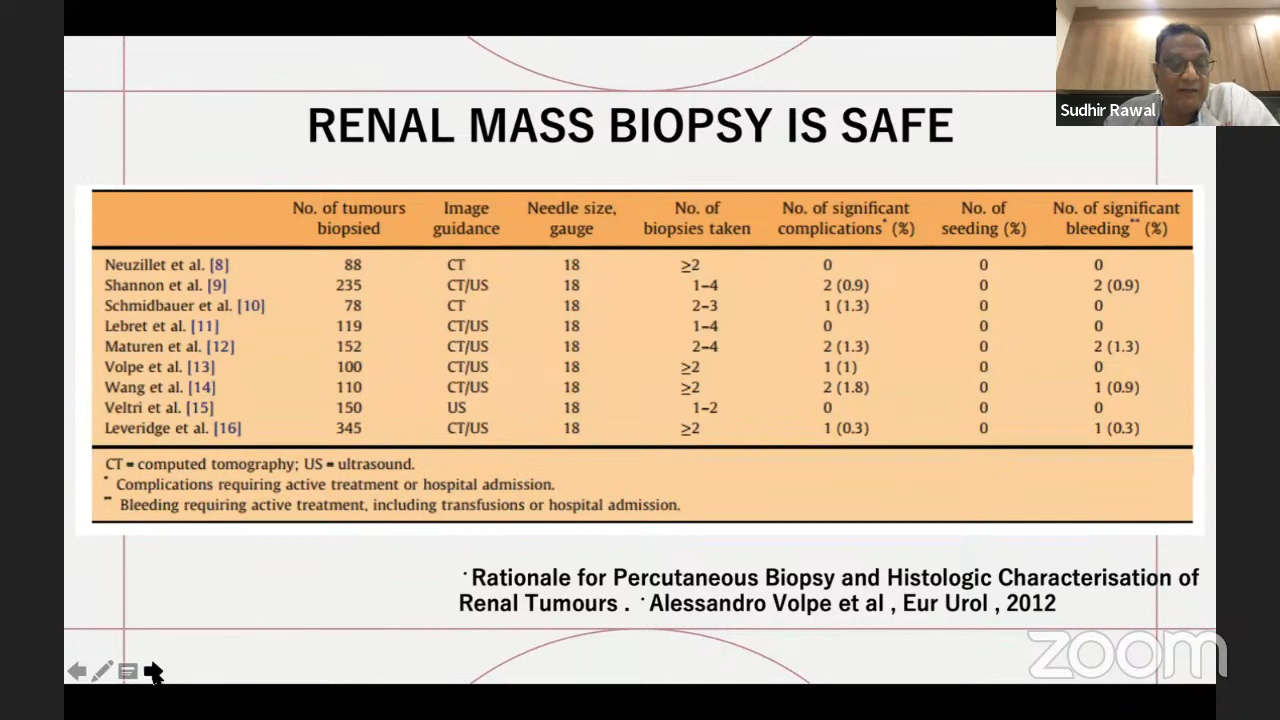 Sudhir Rawal
RENAL MASS BIOPSY IS SAFE
No. of tumours biopsied | Image guidance | Needle size, gauge | No. of biopsies taken | No. of significant complications* (%) | No. of seeding (%) | No. of significant bleeding** (%)
Neuzillet et al. [8] 88 CT 18 ≥2 0 0 0
Shannon et al. [9] 235 CT/US 18 1–4 2 (0.9) 0 2 (0.9)
Schmidbauer et al. [10] 78 CT 18 2–3 1 (1.3) 0 0
Lebret et al. [11] 119 CT/US 18 1–4 0 0 0
Maturen et al. [12] 152 CT/US 18 2–4 2 (1.3) 0 2 (1.3)
Volpe et al. [13] 100 CT/US 18 ≥2 1 (1) 0 0
Wang et al. [14] 110 CT/US 18 ≥2 2 (1.8) 0 1 (0.9)
Veltri et al. [15] 150 US 18 1–2 0 0 0
Leveridge et al. [16] 345 CT/US 18 ≥2 1 (0.3) 0 1 (0.3)
CT = computed tomography; US = ultrasound.
* Complications requiring active treatment or hospital admission.
** Bleeding requiring active treatment, including transfusions or hospital admission.
·Rationale for Percutaneous Biopsy and Histologic Characterisation of
Renal Tumours . ·Alessandro Volpe et al , Eur Urol , 2012
zoom